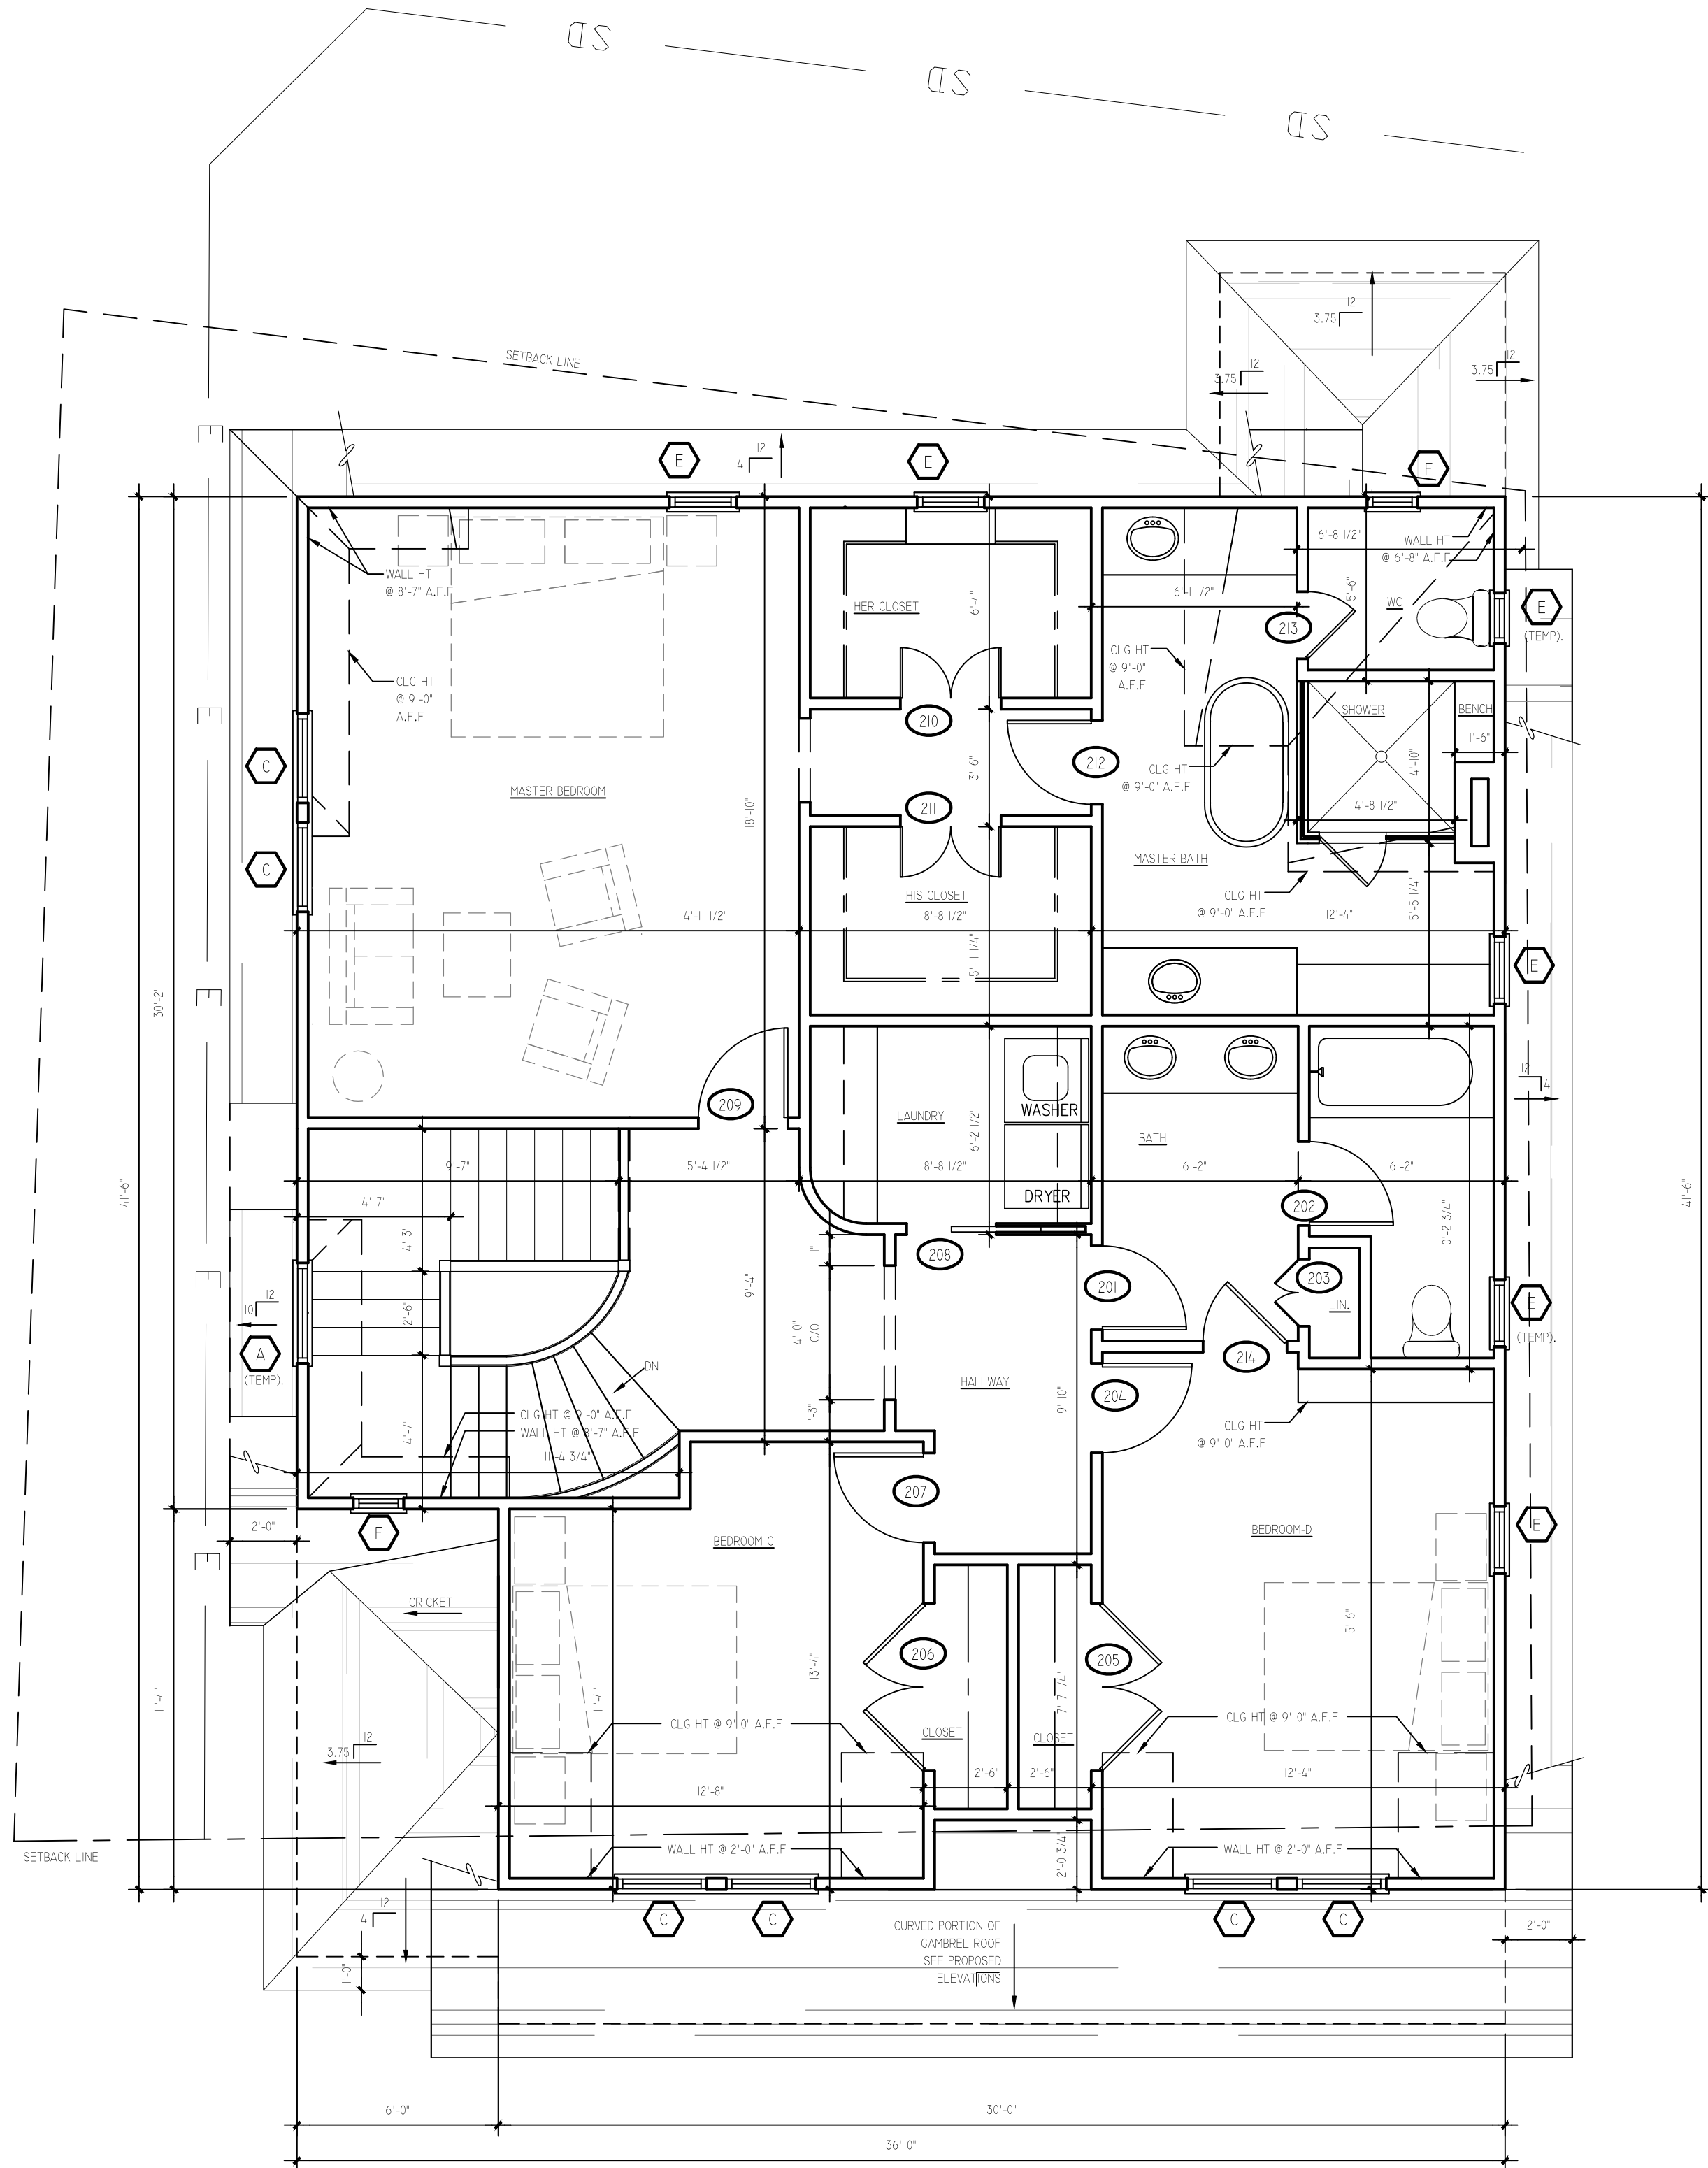 SD
SD
SD
12
3.75
SETBACK LINE
12
3.75
12
3.75
E
E
E
12
4
F
6'-8 1/2"
WALL HT
@ 6'-8" A.F.F
WALL HT
@ 8'-7" A.F.F
HER CLOSET
6'-4"
6'-1 1/2"
5'-6"
WC
E
(TEMP).
213
CLG HT
@ 9'-0"
A.F.F
CLG HT
@ 9'-0"
A.F.F
E
SHOWER
BENCH
210
1'-6"
C
212
3'-6"
CLG HT
@ 9'-0" A.F.F
4'-10"
MASTER BEDROOM
18'-10"
211
4'-8 1/2"
E
MASTER BATH
C
HIS CLOSET
CLG HT
@ 9'-0" A.F.F
5'-5 1/4"
14'-11 1/2"
8'-8 1/2"
12'-4"
5'-11 1/4"
E
30'-2"
E
12
4
209
LAUNDRY
WASHER
6'-2 1/2"
BATH
9'-7"
5'-4 1/2"
8'-8 1/2"
6'-2"
6'-2"
41'-6"
41'-6"
4'-7"
DRYER
202
4'-3"
10'-2 3/4"
11"
208
E
9'-4"
201
203
LIN.
12
10
2'-6"
4'-0"
C/O
E
(TEMP).
A
(TEMP).
DN
214
HALLWAY
204
9'-10"
CLG HT @ 9'-0" A.F.F
WALL HT @ 8'-7" A.F.F
1'-3"
4'-7"
CLG HT
@ 9'-0" A.F.F
11'-4 3/4"
207
2'-0"
F
BEDROOM-C
BEDROOM-D
E
E
CRICKET
15'-6"
206
205
13'-4"
11'-4"
11'-4"
7'-7 1/4"
CLG HT @ 9'-0" A.F.F
CLG HT @ 9'-0" A.F.F
CLOSET
CLOSET
12
3.75
2'-6"
2'-6"
12'-4"
12'-8"
WALL HT @ 2'-0" A.F.F
WALL HT @ 2'-0" A.F.F
SETBACK LINE
2'-0 3/4"
12
4
C
C
C
C
CURVED PORTION OF
GAMBREL ROOF
SEE PROPOSED
ELEVATIONS
2'-0"
1'-0"
6'-0"
30'-0"
36'-0"